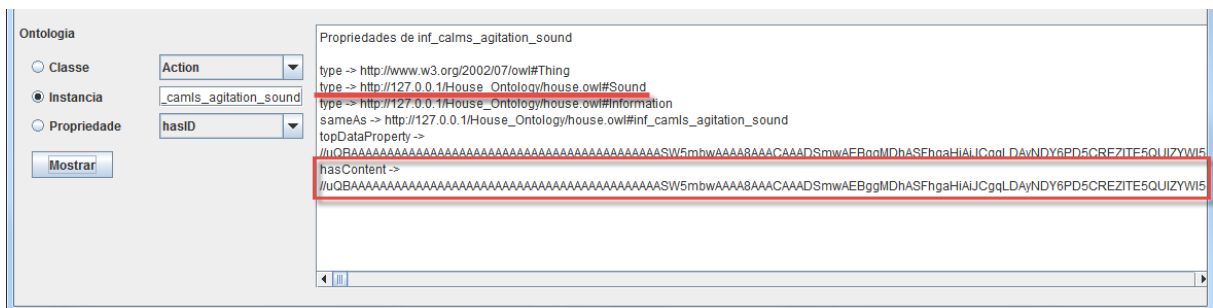 Ontologia
Classe
Action
Instancia
_camls_agitation_sound
Propriedade
hasID
Mostrar
Propriedades de inf_calms_agitation_sound
type -> http://www.w3.org/2002/07/owl#Thing
type -> http://127.0.0.1/House_Ontology/house.owl#Sound
type -> http://127.0.0.1/House_Ontology/house.owl#Information
sameAs -> http://127.0.0.1/House_Ontology/house.owl#inf_camls_agitation_sound
topDataProperty ->
hasContent ->